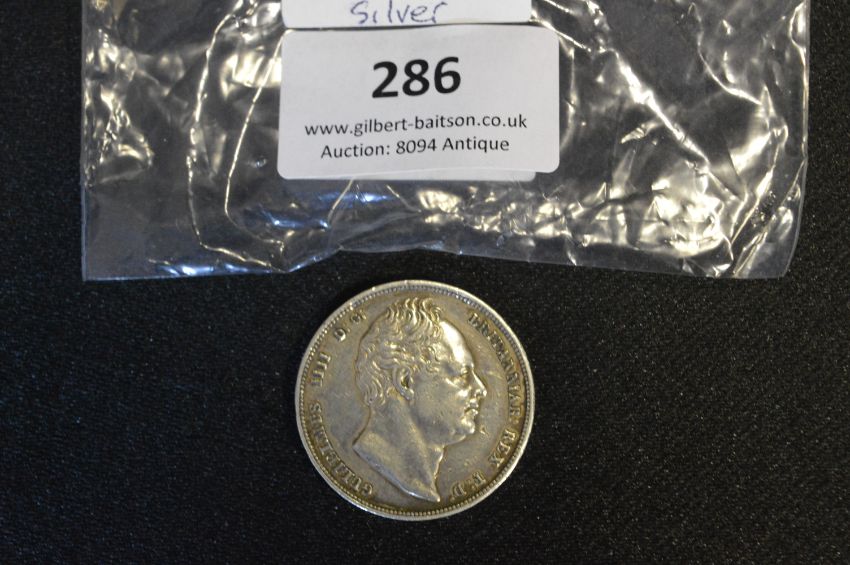 Silver
286
www.gilbert-baitson.co.uk
Auction: 8094 Antique
GULIELMUS IIII D: G: BRITANNIAR: REX F: D: